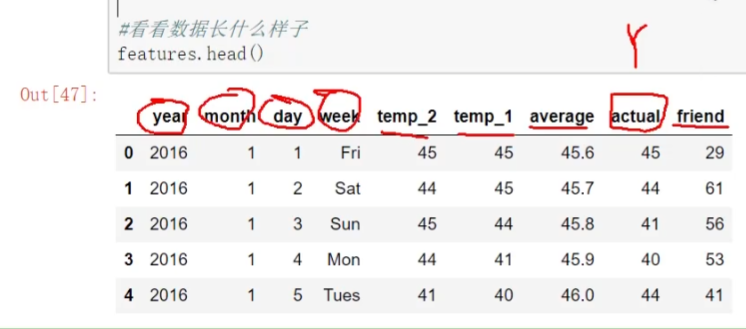 #看看数据长什么样子
features.head()
Y
Out[47]:
year month day week temp_2 temp_1 average actual friend
0 2016 1 1 Fri 45 45 45.6 45 29
1 2016 1 2 Sat 44 45 45.7 44 61
2 2016 1 3 Sun 45 44 45.8 41 56
3 2016 1 4 Mon 44 41 45.9 40 53
4 2016 1 5 Tues 41 40 46.0 44 41